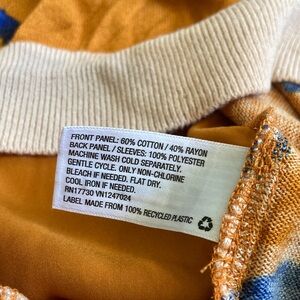 FRONT PANEL: 60% COTTON / 40% RAYON
BACK PANEL / SLEEVES: 100% POLYESTER
MACHINE WASH COLD SEPARATELY.
GENTLE CYCLE. ONLY NON-CHLORINE
BLEACH IF NEEDED. FLAT DRY.
COOL IRON IF NEEDED.
RN17730 VN1247024
LABEL MADE FROM 100% RECYCLED PLASTIC